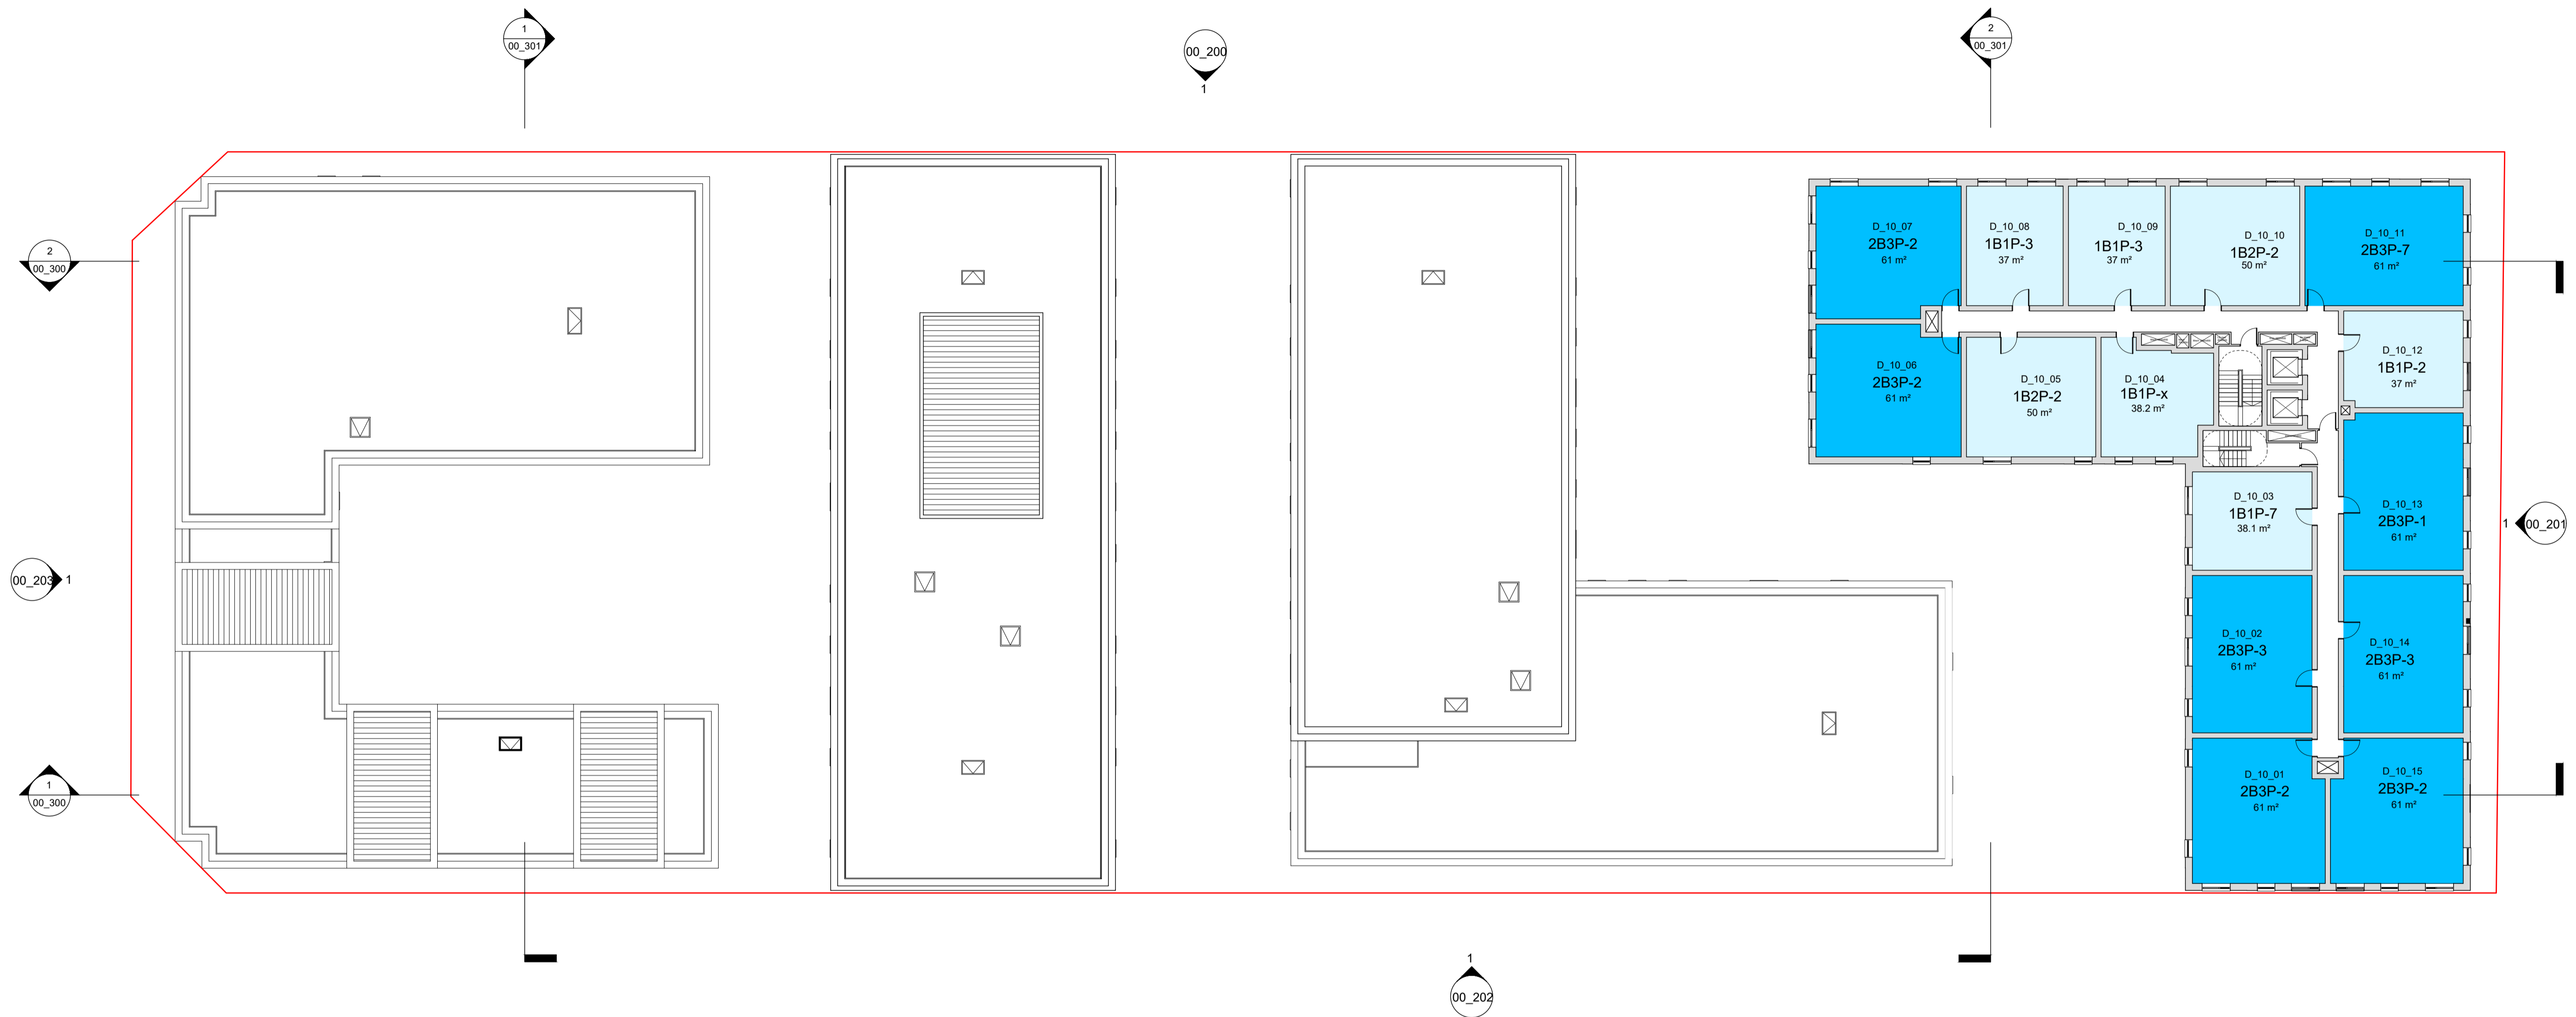 1
00_301
00_200
1
2
00_301
2
00_300
D_10_07
2B3P-2
61 m²
D_10_08
1B1P-3
37 m²
D_10_09
1B1P-3
37 m²
D_10_10
1B2P-2
50 m²
D_10_11
2B3P-7
61 m²
D_10_06
2B3P-2
61 m²
D_10_05
1B2P-2
50 m²
D_10_04
1B1P-x
38.2 m²
D_10_12
1B1P-2
37 m²
D_10_03
1B1P-7
38.1 m²
D_10_13
2B3P-1
61 m²
1
00_201
00_203
1
D_10_02
2B3P-3
61 m²
D_10_14
2B3P-3
61 m²
1
00_300
D_10_01
2B3P-2
61 m²
D_10_15
2B3P-2
61 m²
1
00_202